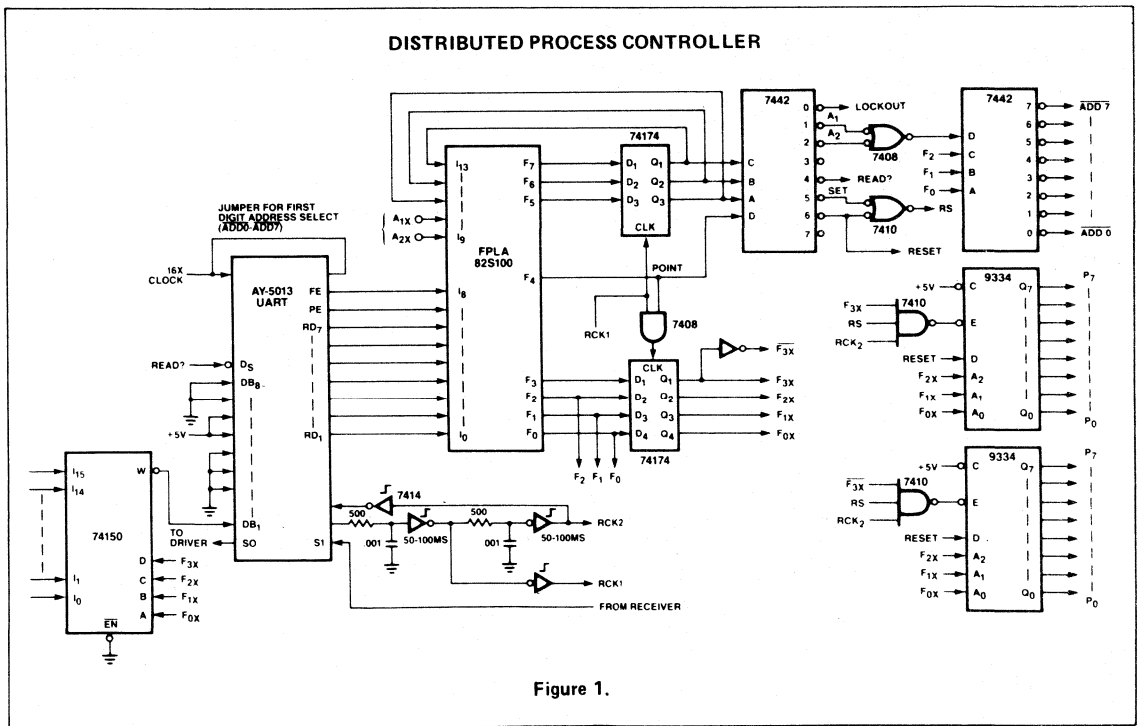 DISTRIBUTED PROCESS CONTROLLER
7442
0
LOCKOUT
A1
1
A2
2
3
4
READ?
SET
5
6
7
C
B
A
D
7408
7410
RS
RESET
7442
7
ADD 7
6
5
4
3
2
1
0
ADD 0
D
C
B
A
F2
F1
F0
74174
D1
D2
D3
Q1
Q2
Q3
CLK
I13
F7
F6
F5
A1X
A2X
I9
FPLA
82S100
F4
POINT
I8
RCK1
7408
JUMPER FOR FIRST
DIGIT ADDRESS SELECT
(ADD0-ADD7)
16X
CLOCK
AY-5013
UART
FE
PE
RD7
RD1
READ?
DS
DB8
+5V
DB1
SO
S1
I0
F3
F2
F1
F0
CLK
D1
D2
D3
D4
Q1
Q2
Q3
Q4
74174
F3X
F3X
F2X
F1X
F0X
F2 F1 F0
9334
+5V
C
Q7
P7
F3X
RS
RCK2
7410
E
RESET
D
F2X
A2
F1X
A1
F0X
A0
Q0
P0
9334
+5V
C
Q7
P7
F3X
RS
RCK2
7410
E
RESET
D
F2X
A2
F1X
A1
F0X
A0
Q0
P0
I15
I14
W
74150
I1
I0
D
C
B
A
EN
F3X
F2X
F1X
F0X
TO
DRIVER
7414
500
.001
50-100MS
500
.001
50-100MS
RCK2
RCK1
FROM RECEIVER
Figure 1.